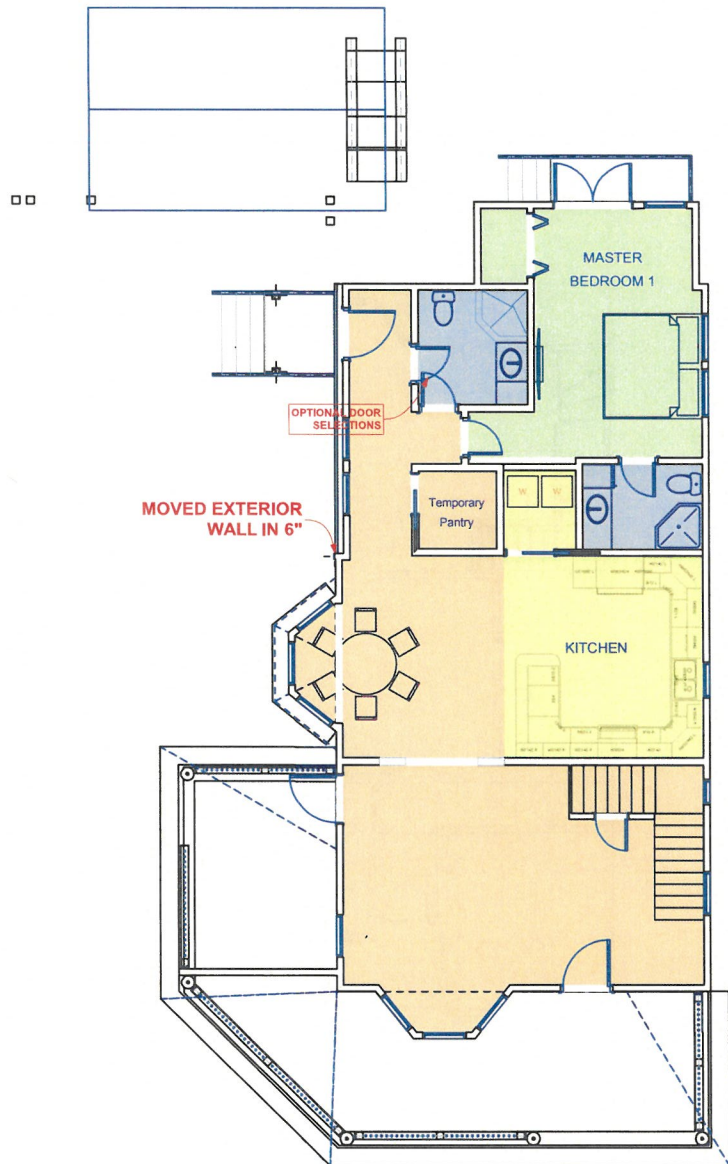 MASTER
BEDROOM 1
OPTIONAL DOOR
SELECTIONS
MOVED EXTERIOR
WALL IN 6"
Temporary
Pantry
W
W
KITCHEN